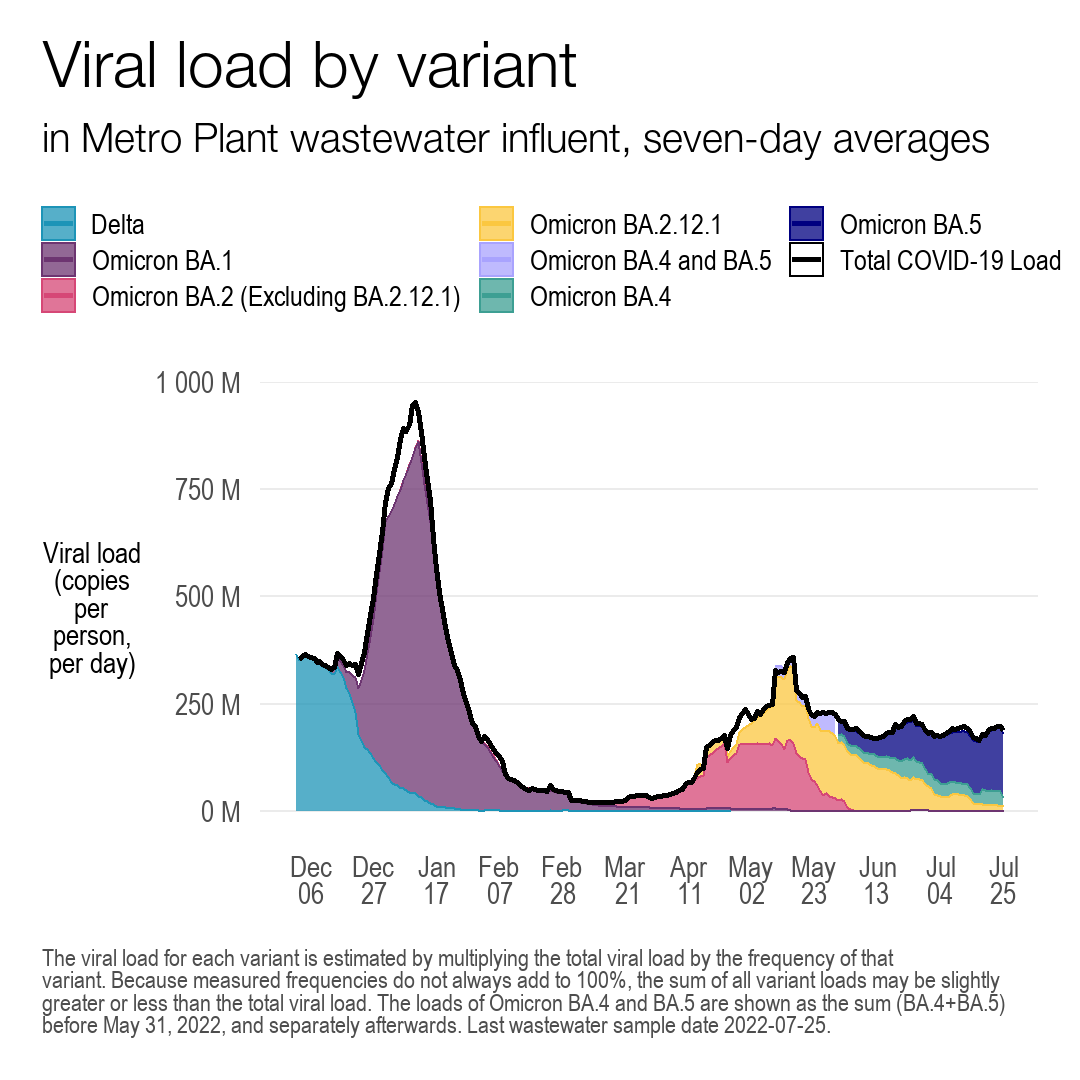 Viral load by variant
in Metro Plant wastewater influent, seven-day averages
Delta
Omicron BA.1
Omicron BA.2 (Excluding BA.2.12.1)
Omicron BA.2.12.1
Omicron BA.4 and BA.5
Omicron BA.4
Omicron BA.5
Total COVID-19 Load
1 000 M
750 M
500 M
250 M
0 M
Viral load
(copies
per
person,
per day)
Dec Dec Jan Feb Feb Mar Apr May May Jun Jul Jul
06 27 17 07 28 21 11 02 23 13 04 25
The viral load for each variant is estimated by multiplying the total viral load by the frequency of that
variant. Because measured frequencies do not always add to 100%, the sum of all variant loads may be slightly
greater or less than the total viral load. The loads of Omicron BA.4 and BA.5 are shown as the sum (BA.4+BA.5)
before May 31, 2022, and separately afterwards. Last wastewater sample date 2022-07-25.